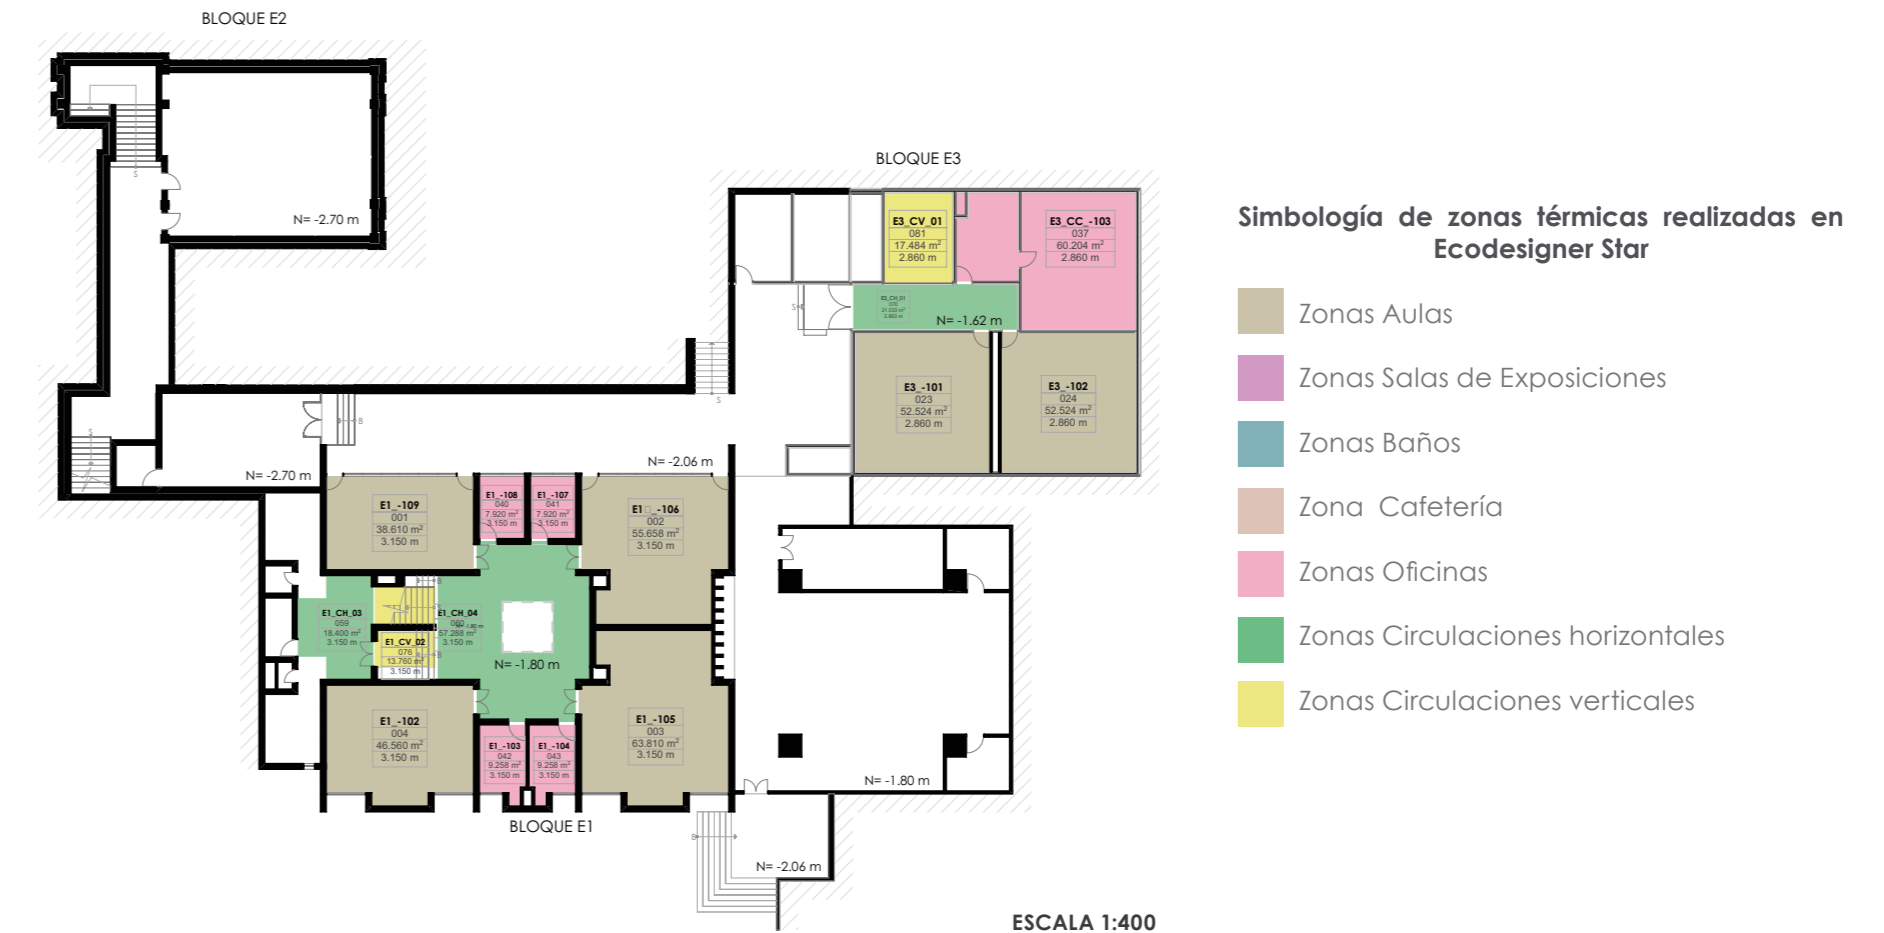 BLOQUE E2
BLOQUE E3
N= -2.70 m
E3_CV_01
081
17.484 m²
2.860 m
E3_CC_-103
037
60.204 m²
2.860 m
E3_CH_01
070
2.860 m
N= -1.62 m
S
S
S
S
B
E3_-101
023
52.524 m²
2.860 m
E3_-102
024
52.524 m²
2.860 m
N= -2.70 m
N= -2.06 m
E1_-109
001
38.610 m²
3.150 m
E1_-108
040
7.920 m²
3.150 m
E1_-107
041
7.920 m²
3.150 m
E1□_-106
002
55.658 m²
3.150 m
E1_CH_03
059
18.400 m²
3.150 m
E1_CH_04
57.288 m²
3.150 m
E1_CV_02
076
13.760 m²
3.150 m
B
B
B
N= -1.80 m
E1_-102
004
46.560 m²
3.150 m
E1_-103
042
9.258 m²
3.150 m
E1_-104
043
9.258 m²
3.150 m
E1_-105
003
63.810 m²
3.150 m
N= -1.80 m
BLOQUE E1
B
N= -2.06 m
ESCALA 1:400
Simbología de zonas térmicas realizadas en
Ecodesigner Star
Zonas Aulas
Zonas Salas de Exposiciones
Zonas Baños
Zona Cafetería
Zonas Oficinas
Zonas Circulaciones horizontales
Zonas Circulaciones verticales